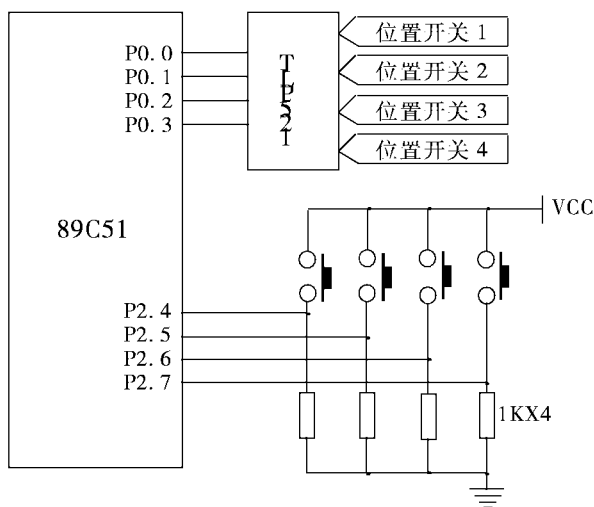 P0.0
P0.1
P0.2
P0.3
TLP521
位置开关 1
位置开关 2
位置开关 3
位置开关 4
89C51
VCC
P2.4
P2.5
P2.6
P2.7
1KX4